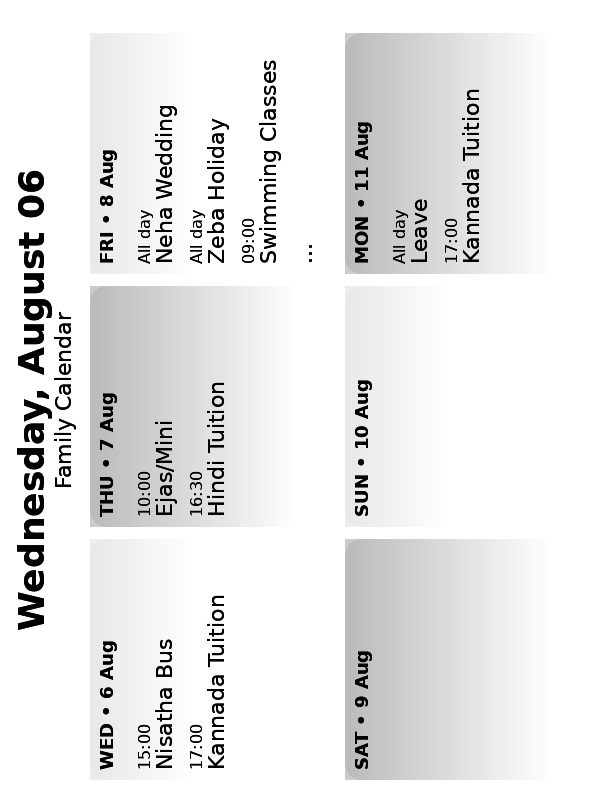 Wednesday, August 06
Family Calendar
WED • 6 Aug
15:00
Nisatha Bus
17:00
Kannada Tuition
THU • 7 Aug
10:00
Ejas/Mini
16:30
Hindi Tuition
FRI • 8 Aug
All day
Neha Wedding
All day
Zeba Holiday
09:00
Swimming Classes
...
SAT • 9 Aug
SUN • 10 Aug
MON • 11 Aug
All day
Leave
17:00
Kannada Tuition